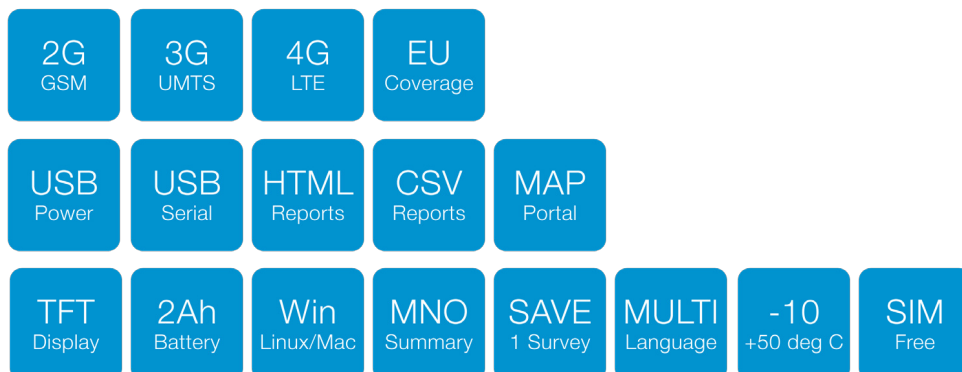 2G 3G 4G EU
GSM UMTS LTE Coverage
USB USB HTML CSV MAP
Power Serial Reports Reports Portal
TFT 2Ah Win MNO SAVE MULTI -10 SIM
Display Battery Linux/Mac Summary 1 Survey Language +50 deg C Free